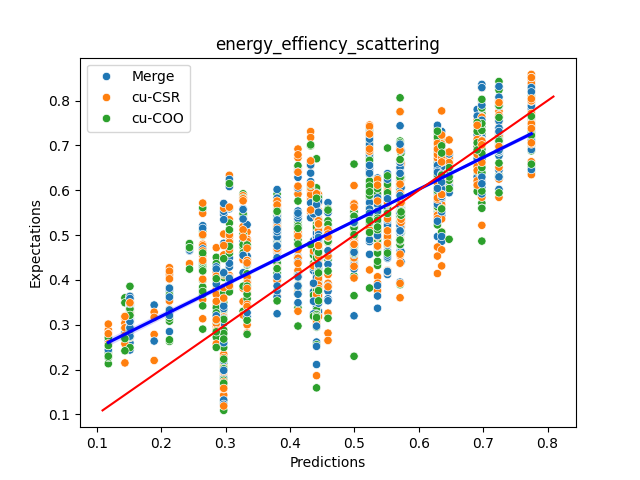 energy_effiency_scattering
Merge
cu-CSR
cu-COO
Expectations
0.8
0.7
0.6
0.5
0.4
0.3
0.2
0.1
0.1 0.2 0.3 0.4 0.5 0.6 0.7 0.8
Predictions